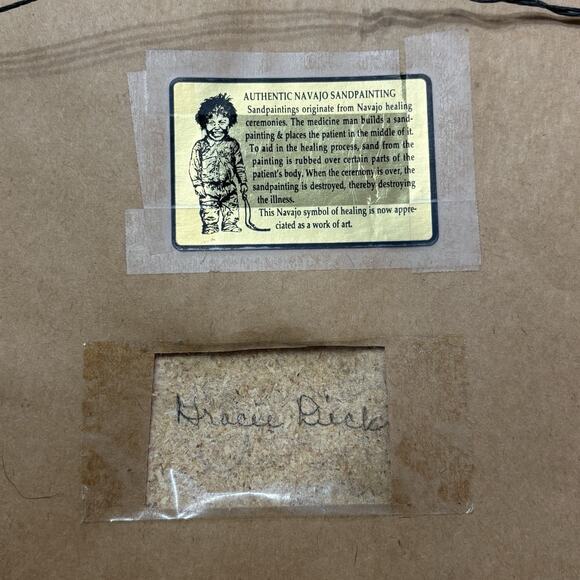 AUTHENTIC NAVAJO SANDPAINTING
Sandpaintings originate from Navajo healing
ceremonies. The medicine man builds a sand-
painting & places the patient in the middle of it.
To aid in the healing process, sand from the
painting is rubbed over certain parts of the
patient's body. When the ceremony is over, the
sandpainting is destroyed, thereby destroying
the illness.
This Navajo symbol of healing is now appre-
ciated as a work of art.
Gracie Dick